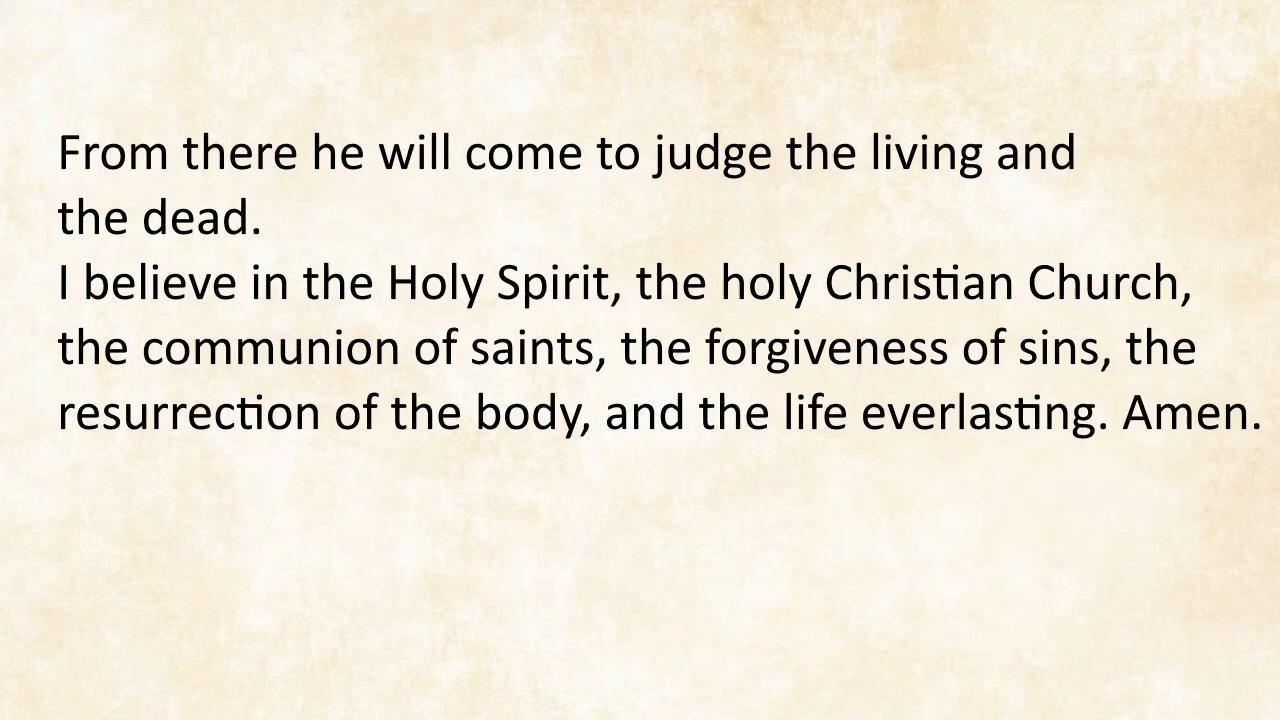 From there he will come to judge the living and
the dead.
I believe in the Holy Spirit, the holy Christian Church,
the communion of saints, the forgiveness of sins, the
resurrection of the body, and the life everlasting. Amen.